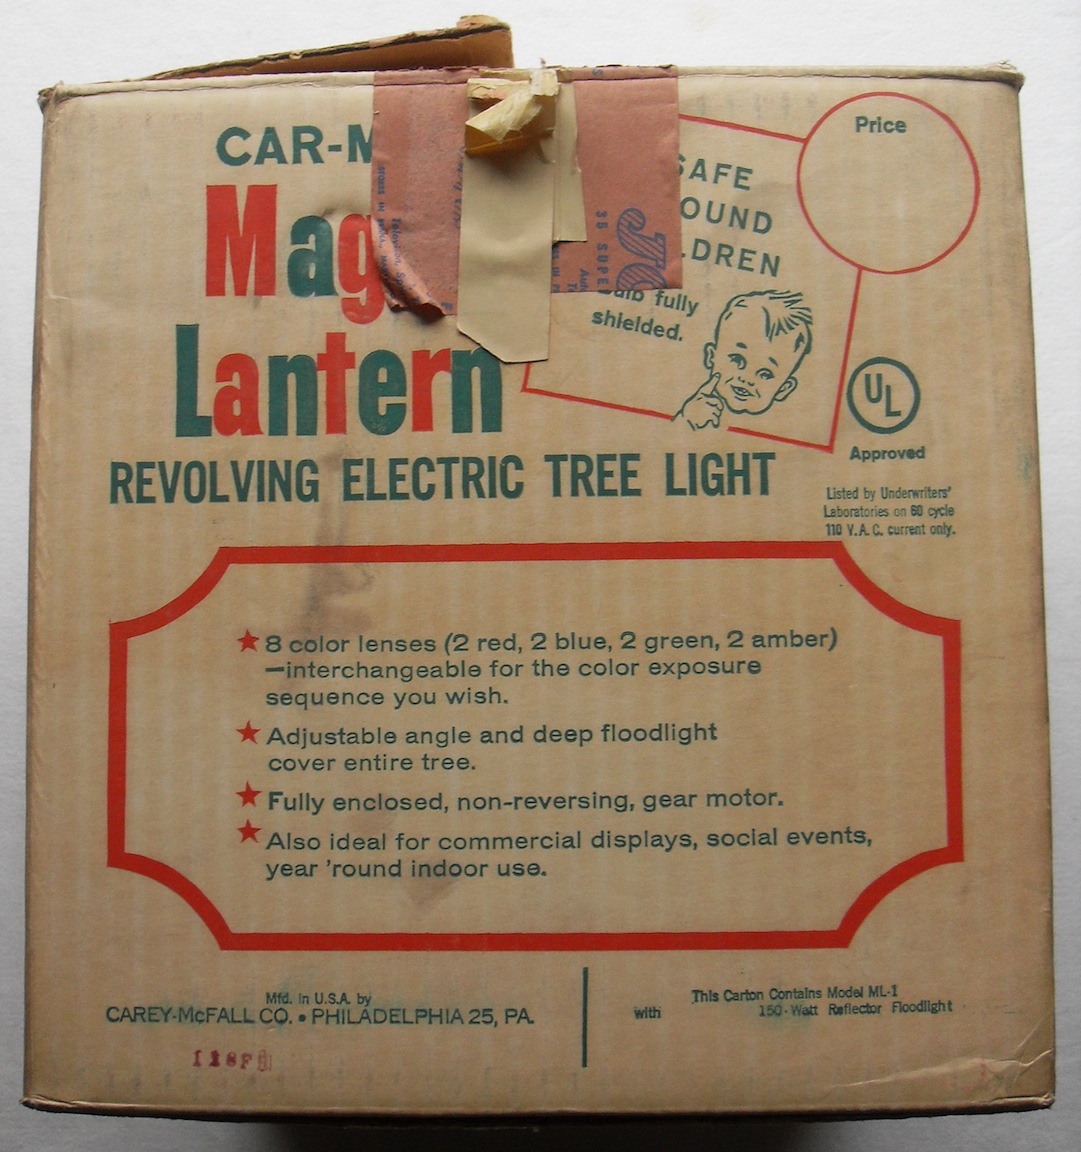 CAR-M
Mag
Lantern
REVOLVING ELECTRIC TREE LIGHT
Price
SAFE
OUND
LDREN
fully
shielded.
35 SUPE
UL
Approved
Listed by Underwriters'
Laboratories on 60 cycle
110 V.A.C. current only.
★ 8 color lenses (2 red, 2 blue, 2 green, 2 amber)
—interchangeable for the color exposure
sequence you wish.
★ Adjustable angle and deep floodlight
cover entire tree.
★ Fully enclosed, non-reversing, gear motor.
★ Also ideal for commercial displays, social events,
year 'round indoor use.
Mfd. in U.S.A. by
CAREY-McFALL CO. • PHILADELPHIA 25, PA.
This Carton Contains Model ML-1
with 150-Watt Reflector Floodlight